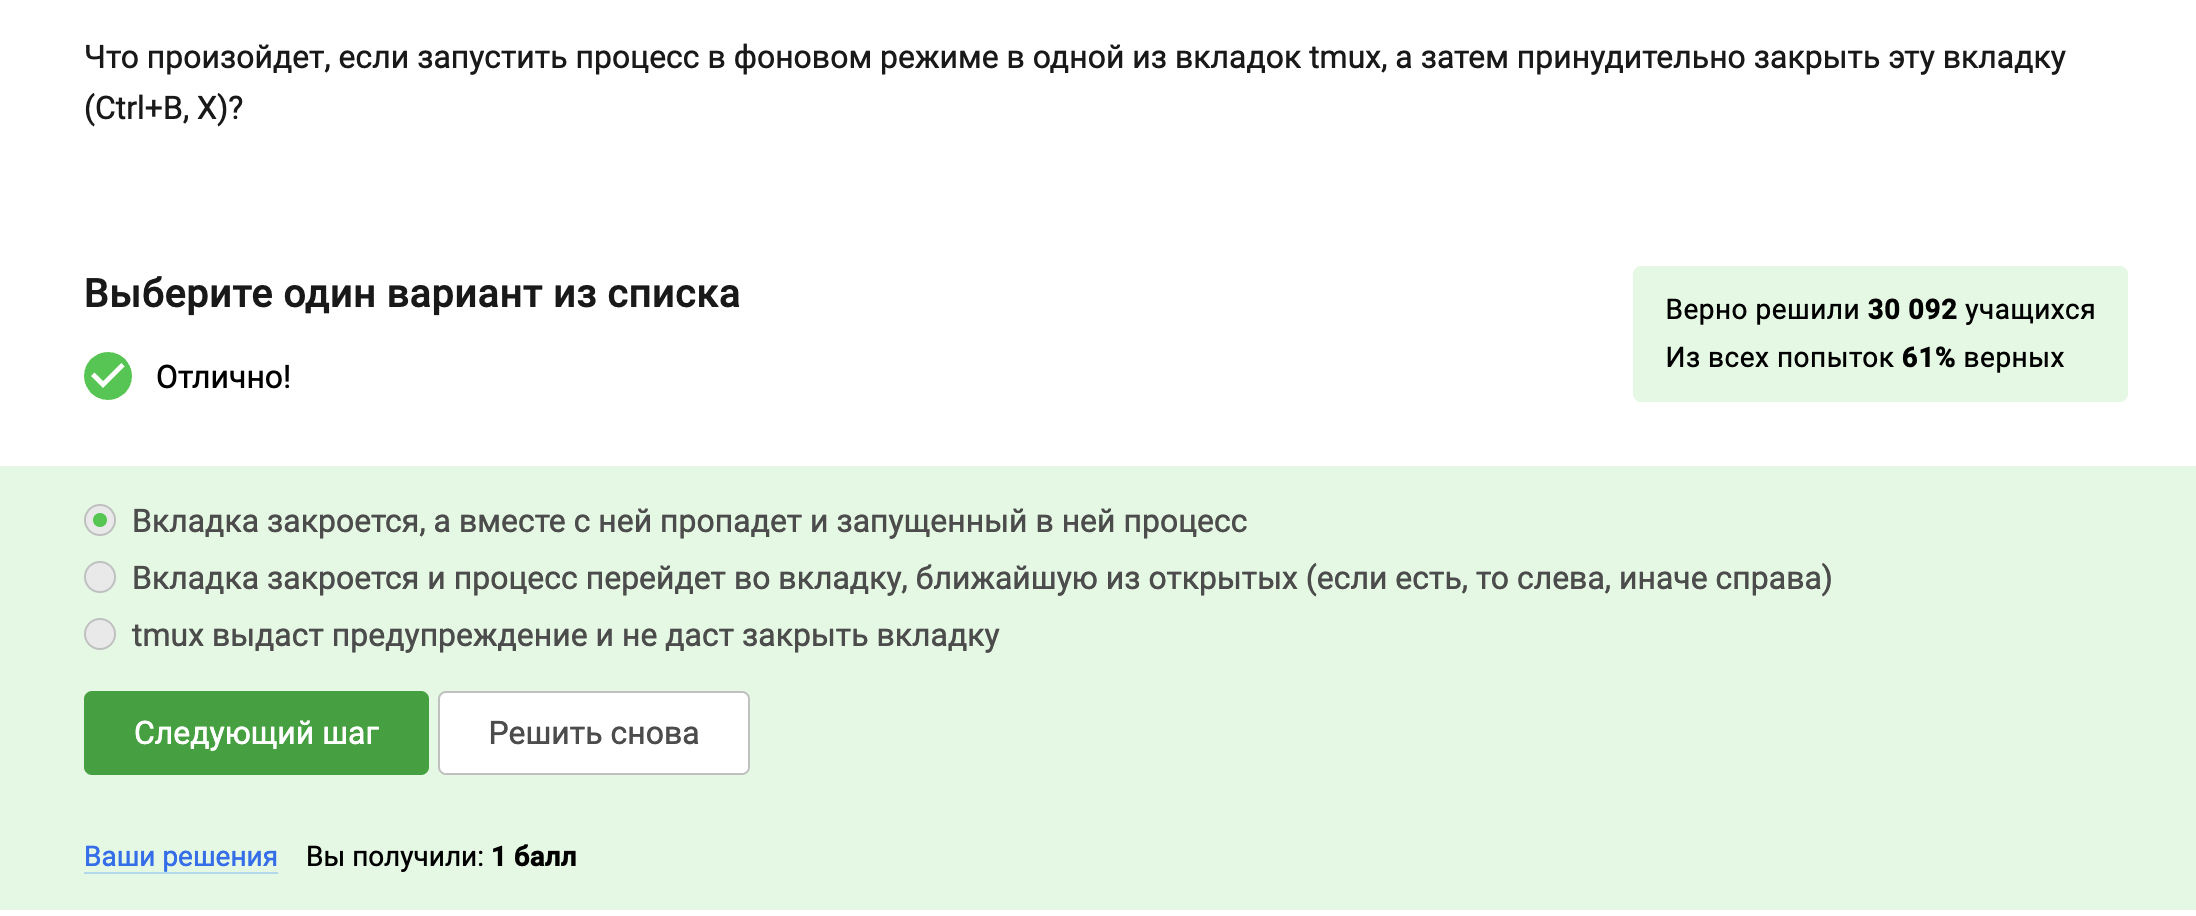 Что произойдет, если запустить процесс в фоновом режиме в одной из вкладок tmux, а затем принудительно закрыть эту вкладку
(Ctrl+B, X)?
Выберите один вариант из списка
Отлично!
Верно решили 30 092 учащихся
Из всех попыток 61% верных
Вкладка закроется, а вместе с ней пропадет и запущенный в ней процесс
Вкладка закроется и процесс перейдет во вкладку, ближайшую из открытых (если есть, то слева, иначе справа)
tmux выдаст предупреждение и не даст закрыть вкладку
Следующий шаг
Решить снова
Ваши решения Вы получили: 1 балл